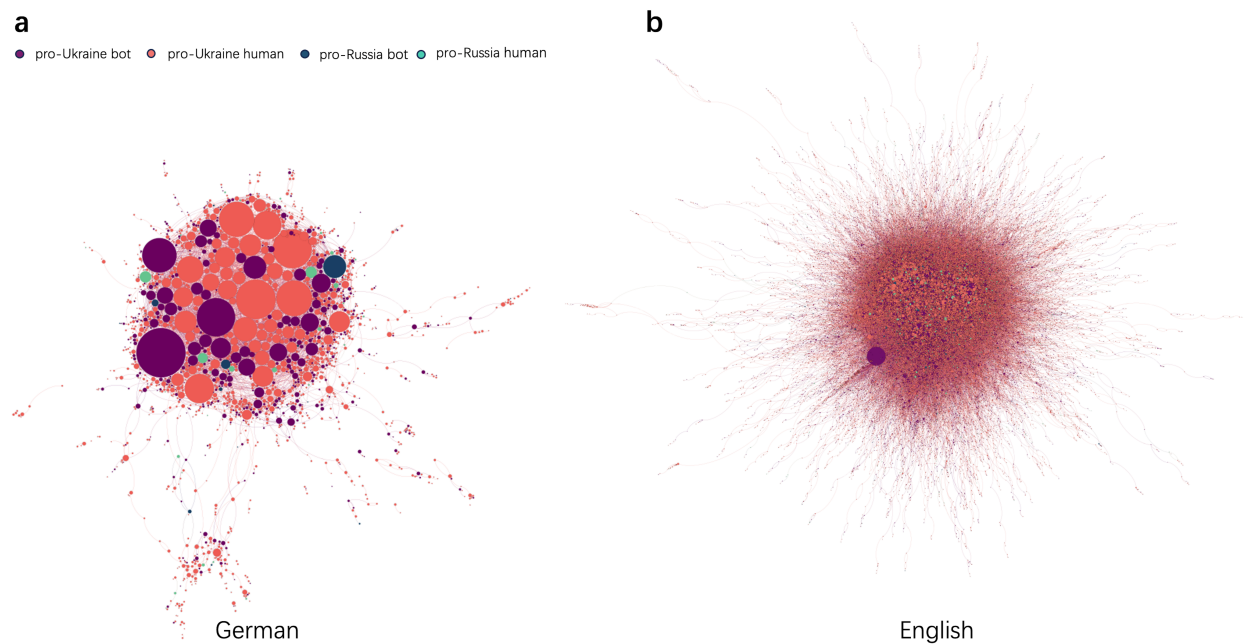 a
b
pro-Ukraine bot pro-Ukraine human pro-Russia bot pro-Russia human
German
English